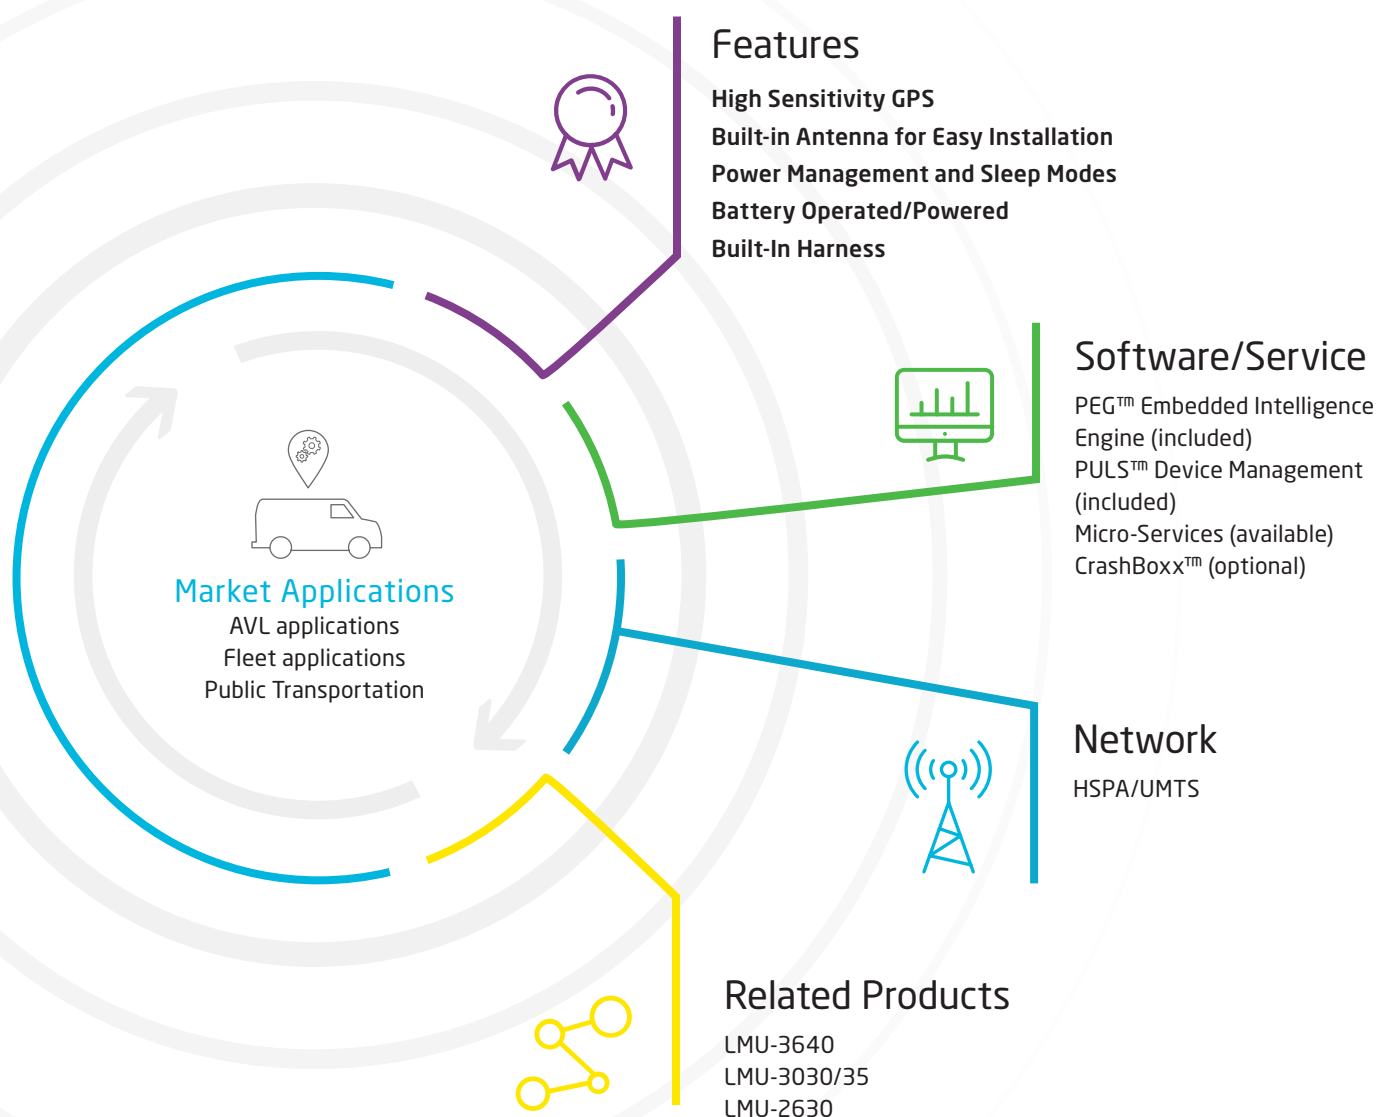 Features
High Sensitivity GPS
Built-in Antenna for Easy Installation
Power Management and Sleep Modes
Battery Operated/Powered
Built-In Harness
Software/Service
PEG™ Embedded Intelligence
Engine (included)
PULS™ Device Management
(included)
Micro-Services (available)
CrashBoxx™ (optional)
Market Applications
AVL applications
Fleet applications
Public Transportation
Network
HSPA/UMTS
Related Products
LMU-3640
LMU-3030/35
LMU-2630